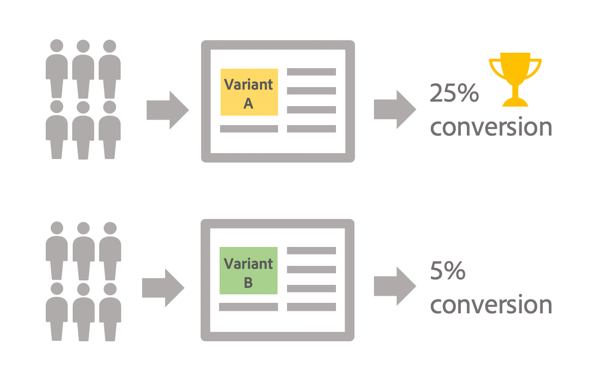 Variant
A
25%
conversion
Variant
B
5%
conversion